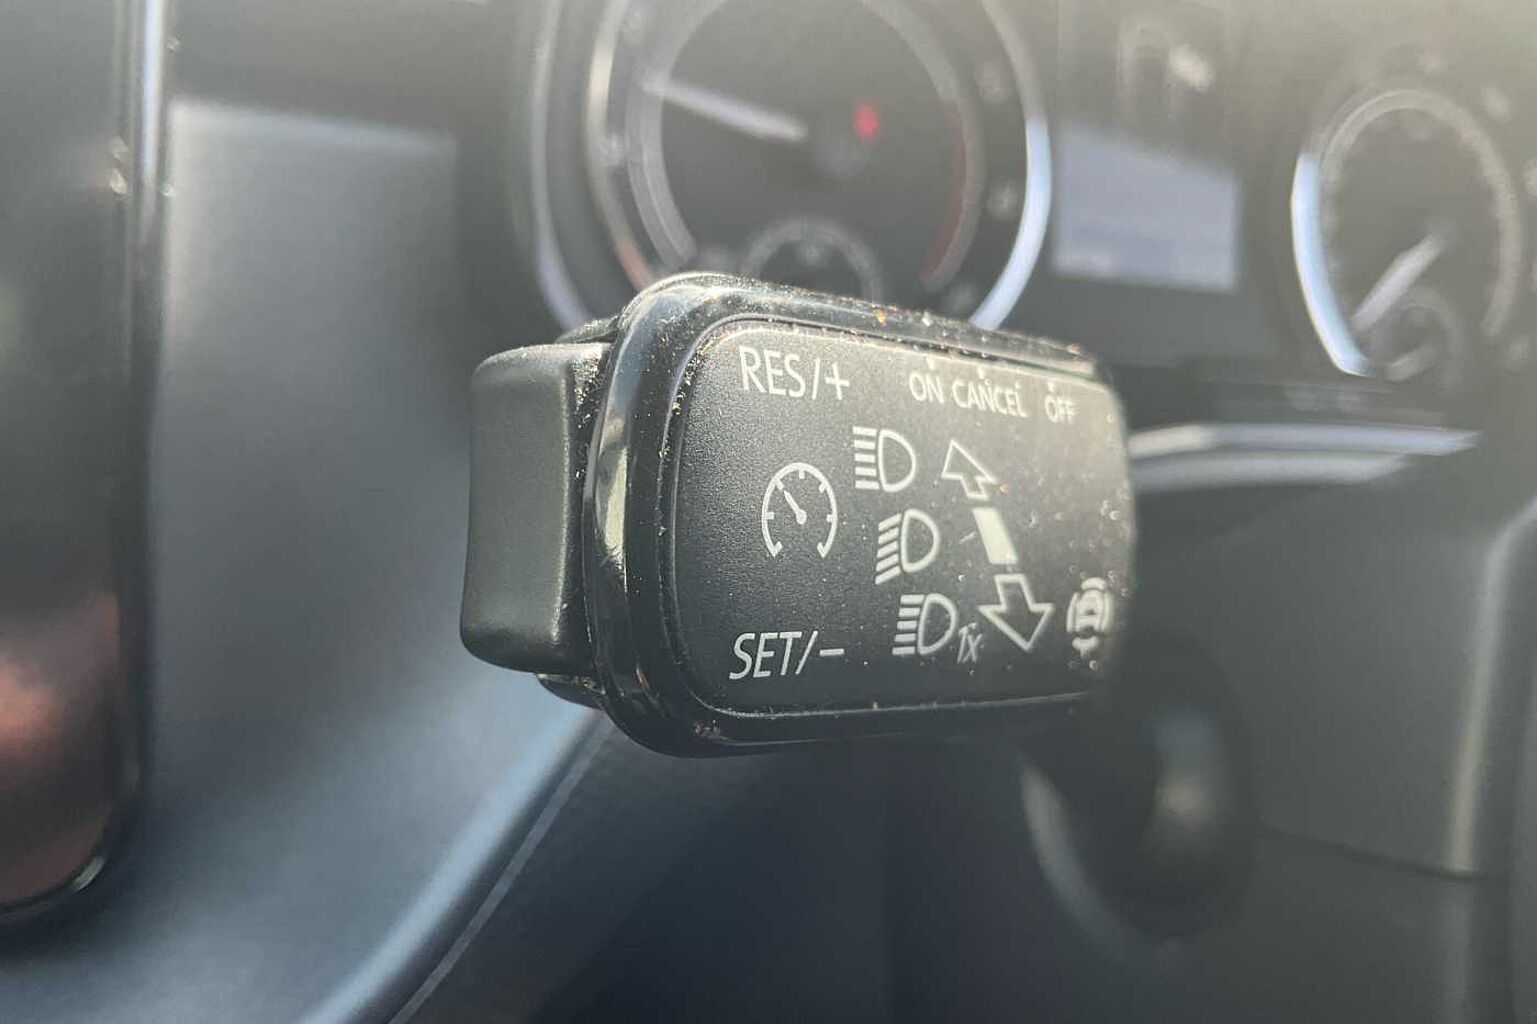 RES/+
ON CANCEL OFF
1x
SET/-